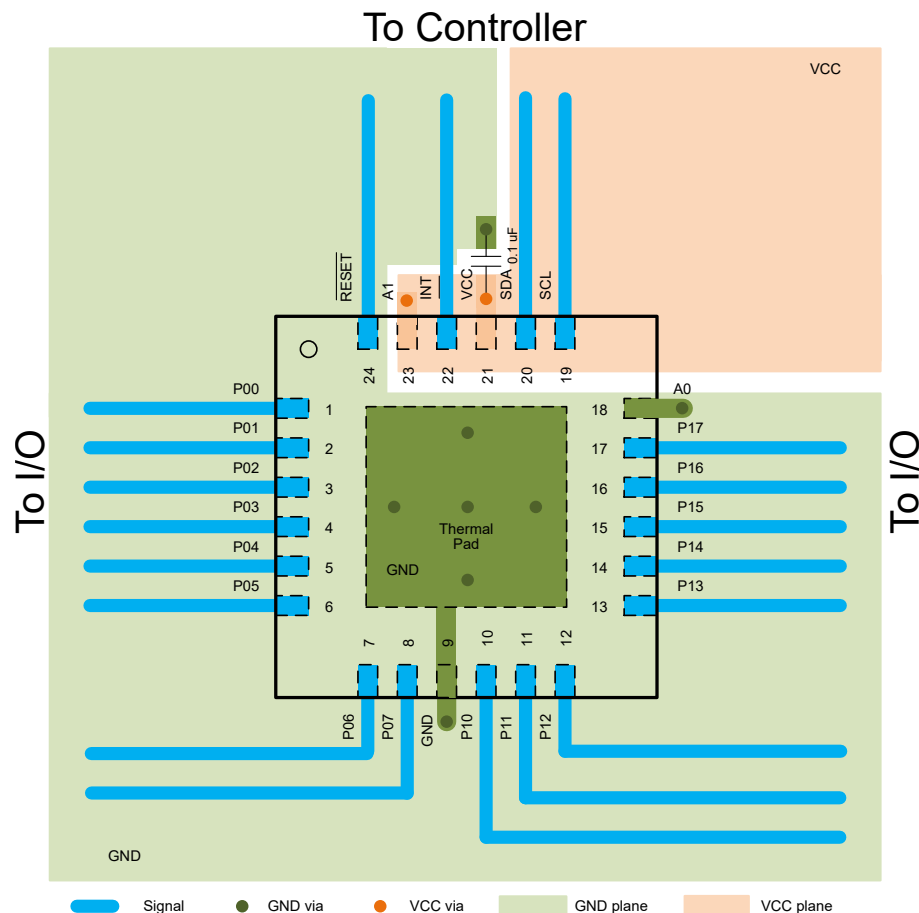 To Controller
VCC
RESET
A1
INT
VCC
SDA
0.1 uF
SCL
24
23
22
21
20
19
P00
1
18
A0
P01
2
17
P17
P02
3
16
P16
P03
4
15
P15
P04
5
14
P14
P05
6
13
P13
To I/O
To I/O
Thermal
Pad
GND
7
8
9
10
11
12
P06
P07
GND
P10
P11
P12
GND
Signal
GND via
VCC via
GND plane
VCC plane